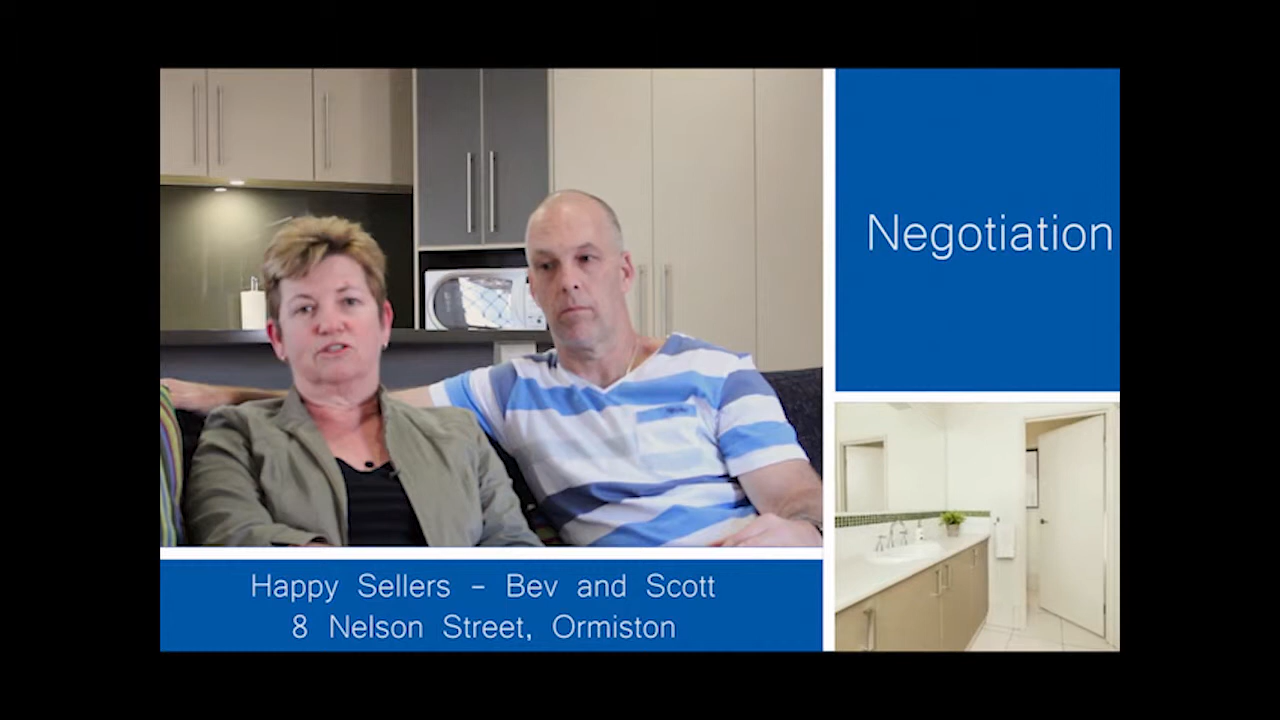 Negotiation
Happy Sellers - Bev and Scott
8 Nelson Street, Ormiston